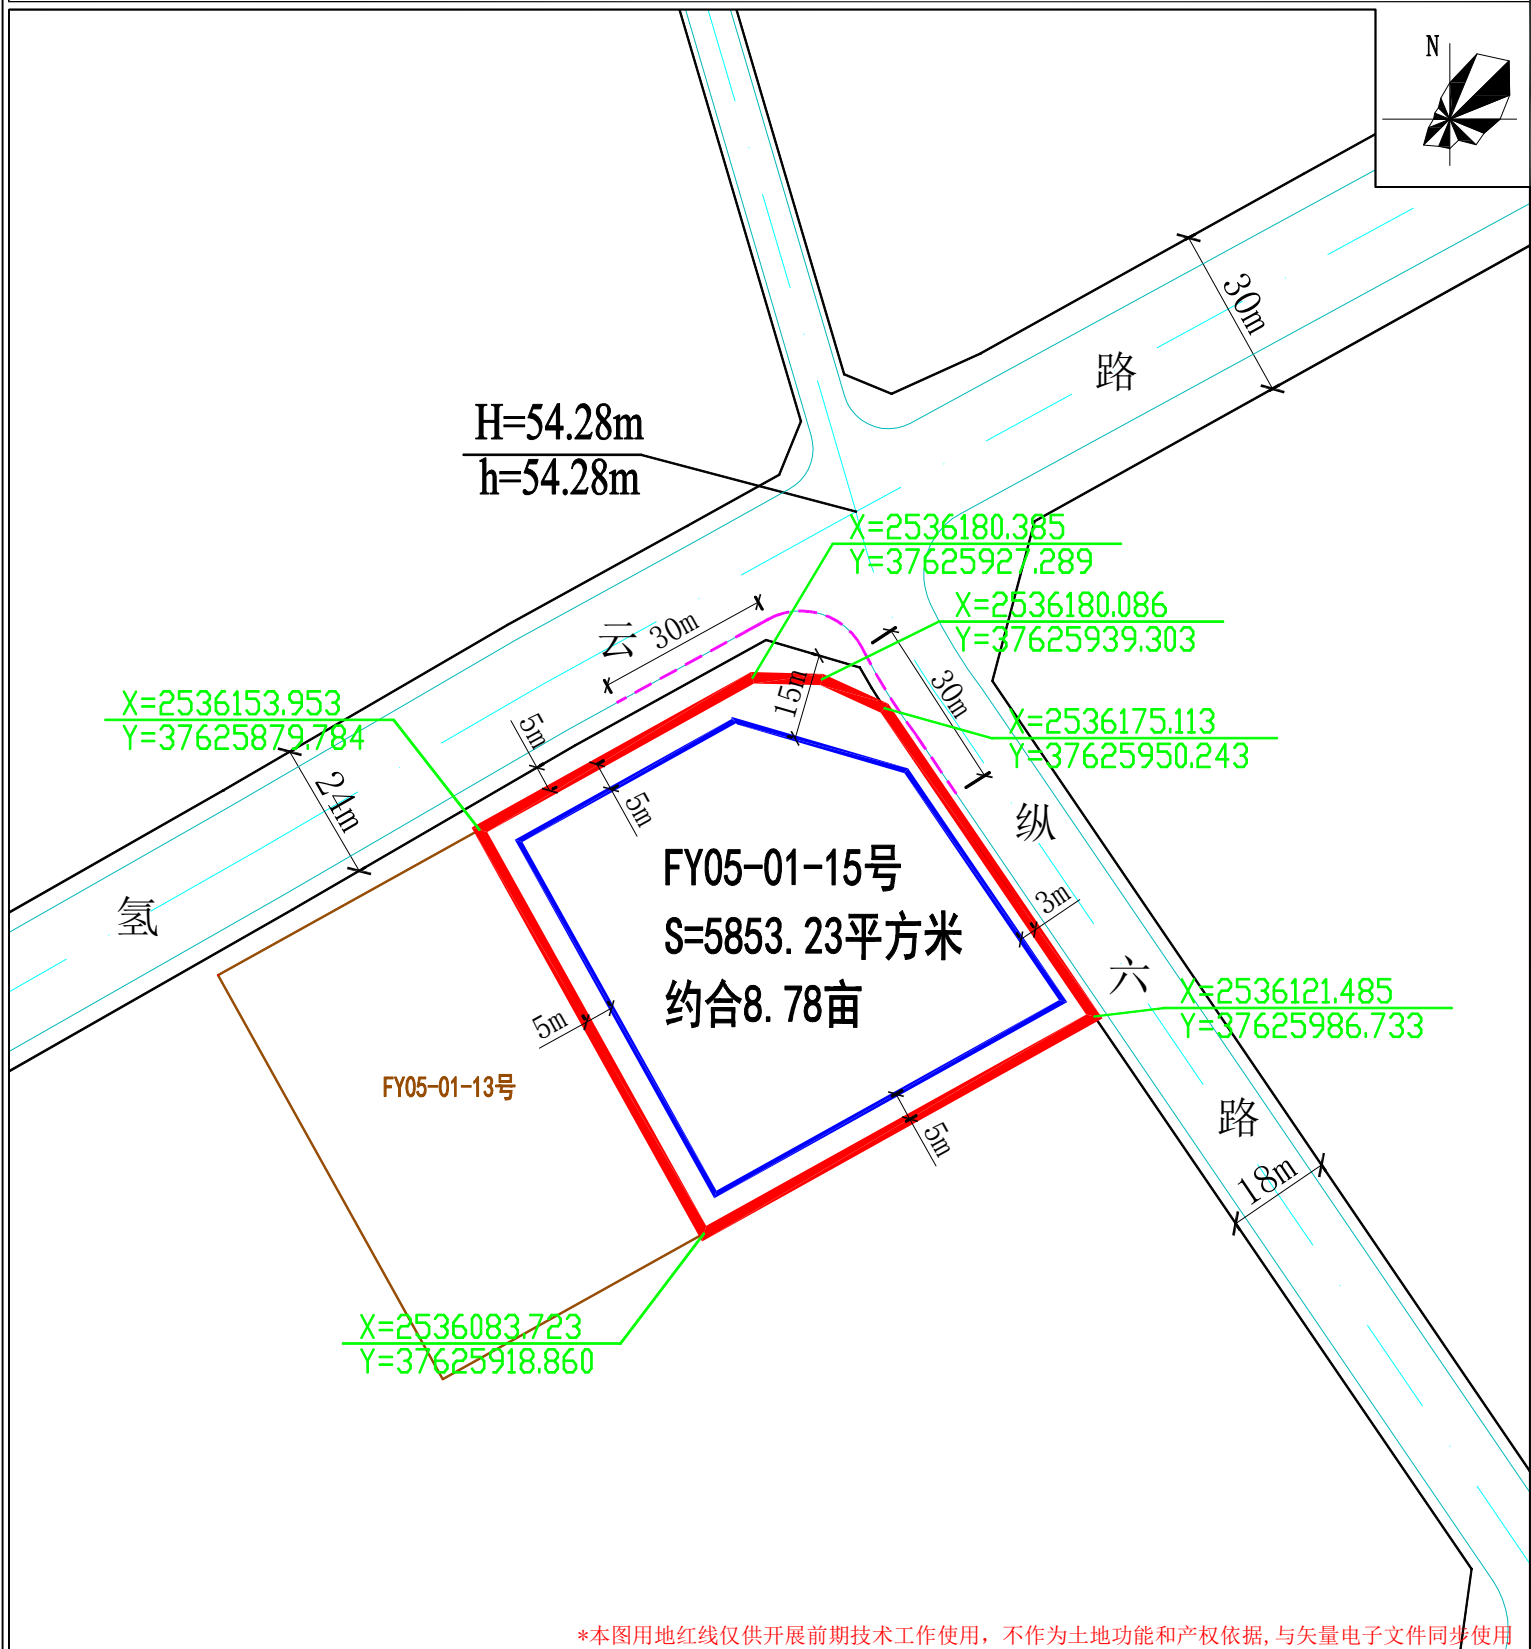 N
30m
路
H=54.28m
h=54.28m
X=2536180.385
Y=37625927.289
X=2536180.086
Y=37625939.303
云
30m
30m
15m
X=2536153.953
Y=37625879.784
5m
X=2536175.113
Y=37625950.243
24m
5m
纵
FY05-01-15号
S=5853.23平方米
约合8.78亩
3m
氢
六
X=2536121.485
Y=37625986.733
5m
FY05-01-13号
路
5m
18m
X=2536083.723
Y=37625918.860
*本图用地红线仅供开展前期技术工作使用，不作为土地功能和产权依据,与矢量电子文件同步使用